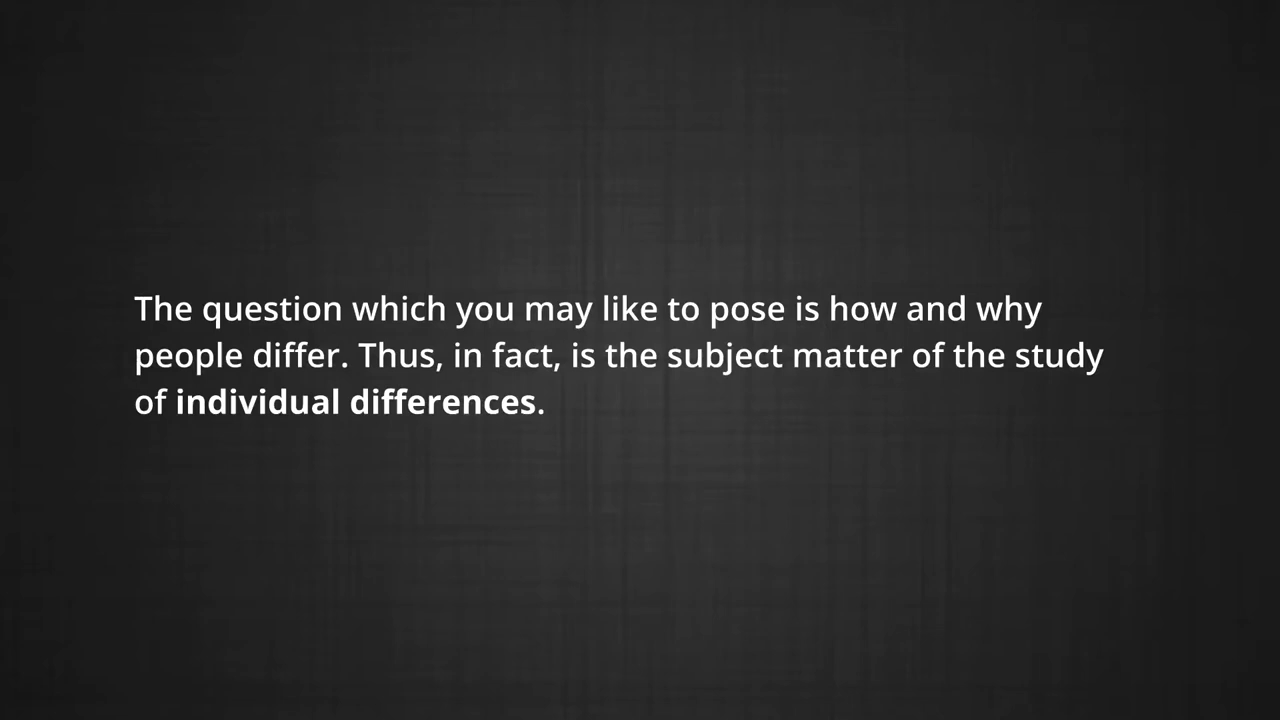 The question which you may like to pose is how and why
people differ. Thus, in fact, is the subject matter of the study
of individual differences.